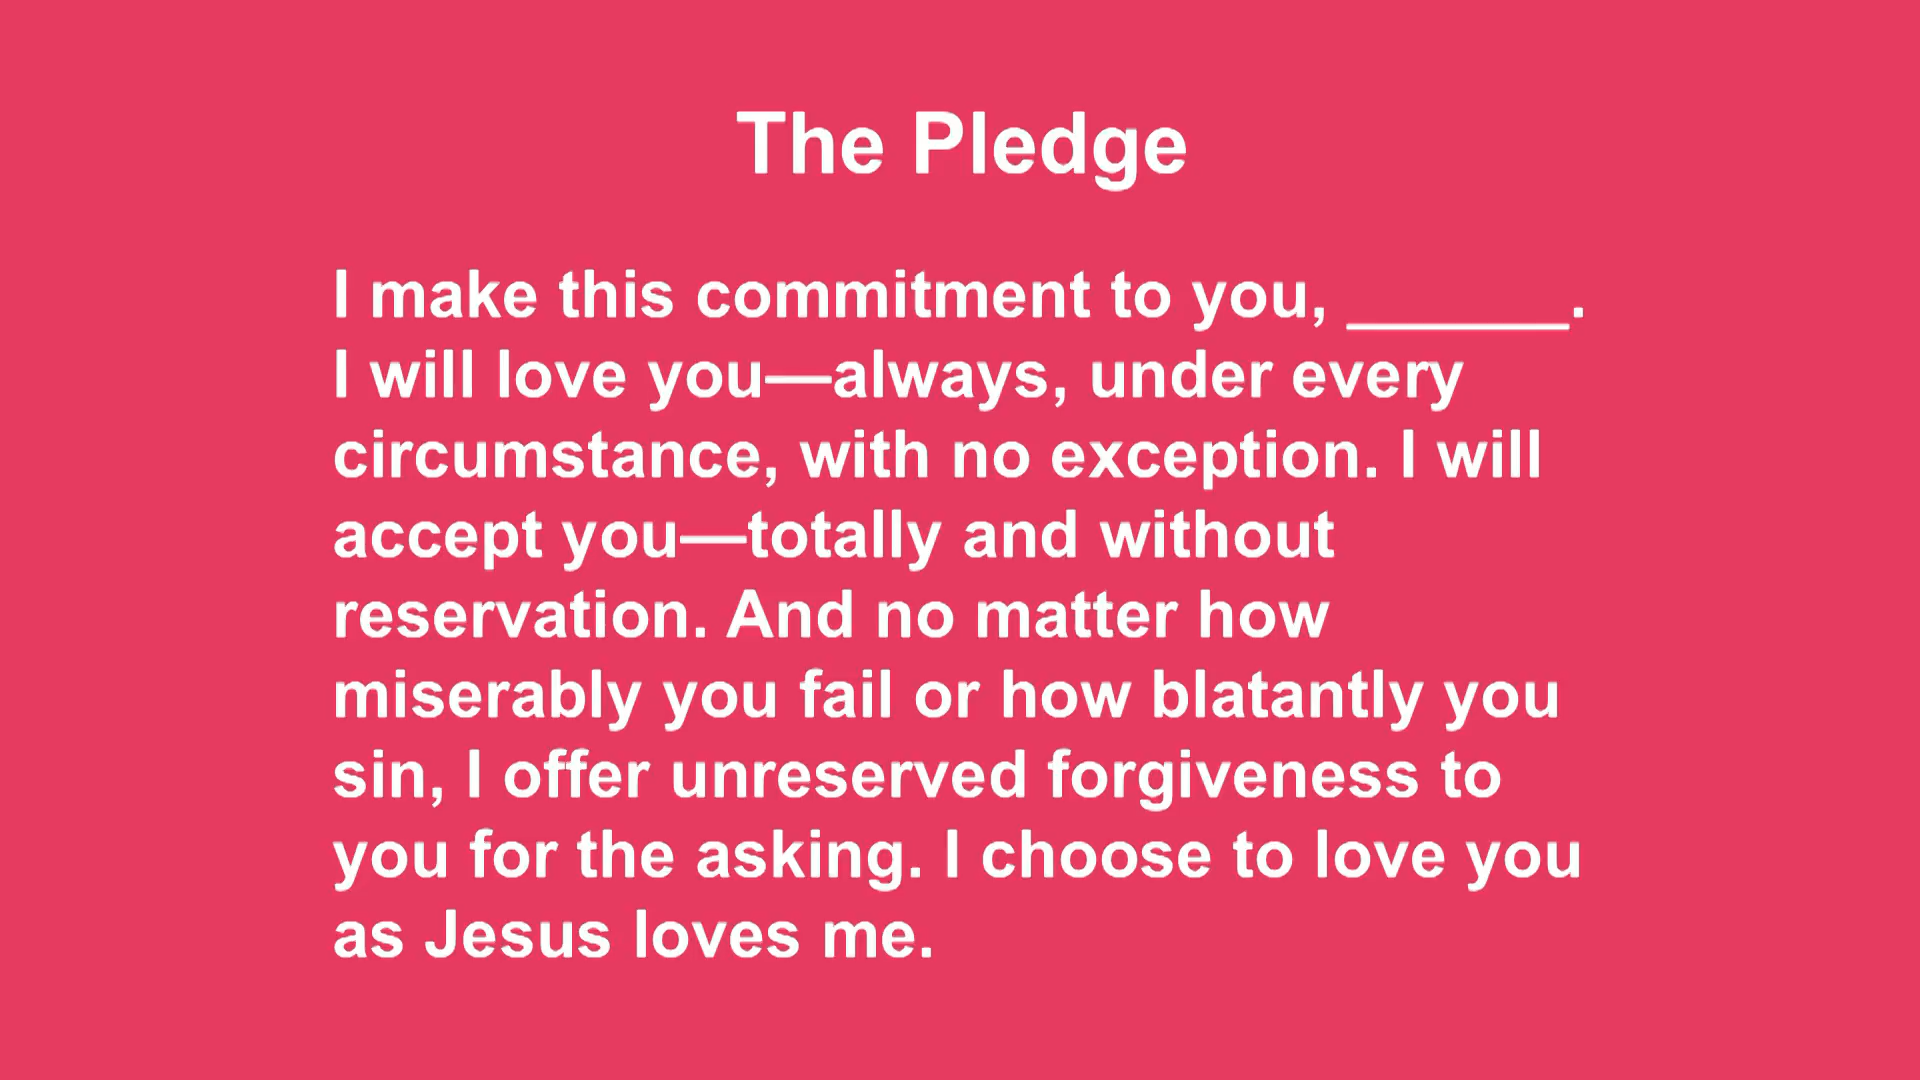 The Pledge
I make this commitment to you, ______.
I will love you—always, under every
circumstance, with no exception. I will
accept you—totally and without
reservation. And no matter how
miserably you fail or how blatantly you
sin, I offer unreserved forgiveness to
you for the asking. I choose to love you
as Jesus loves me.